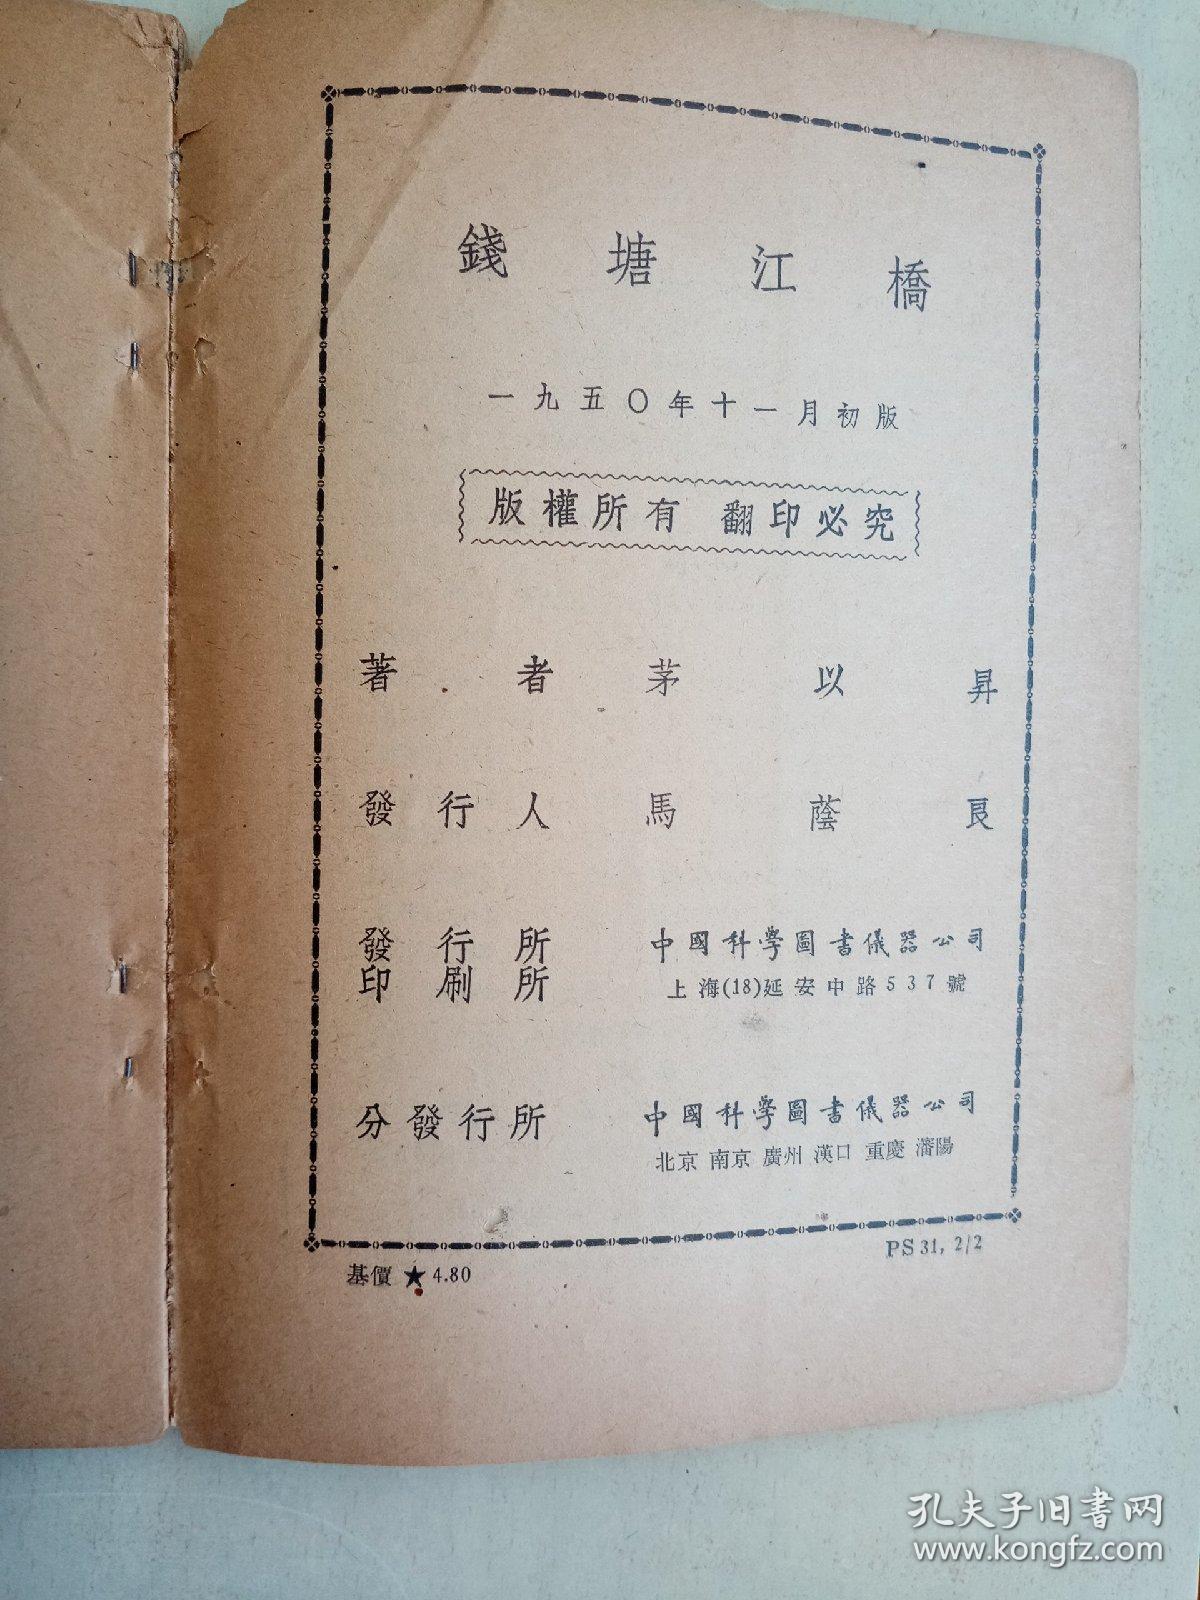 錢塘江橋
一九五〇年十一月初版
版權所有 翻印必究
著者 茅以昇
發行人 馬蔭良
發行所 中國科學圖書儀器公司
印刷所 上海(18)延安中路537號
分發行所 中國科學圖書儀器公司
北京 南京 廣州 漢口 重慶 瀋陽
基價★4.80
PS 31, 2/2
孔夫子旧书网
www.kongfz.com